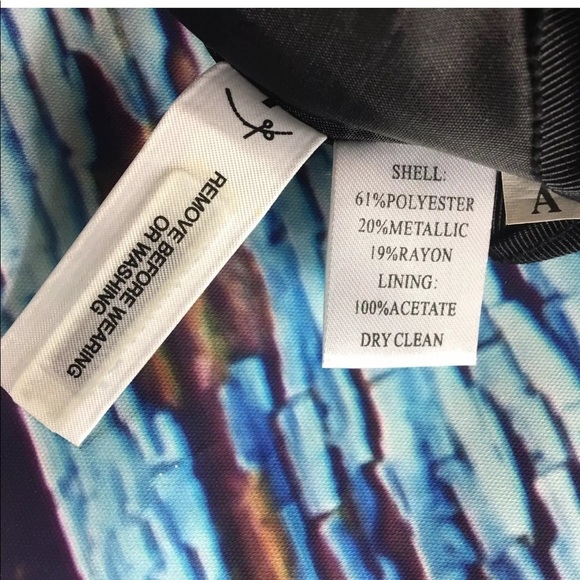 REMOVE BEFORE WEARING
OR WASHING
SHELL:
61%POLYESTER
20%METALLIC
19%RAYON
LINING:
100%ACETATE
DRY CLEAN
A